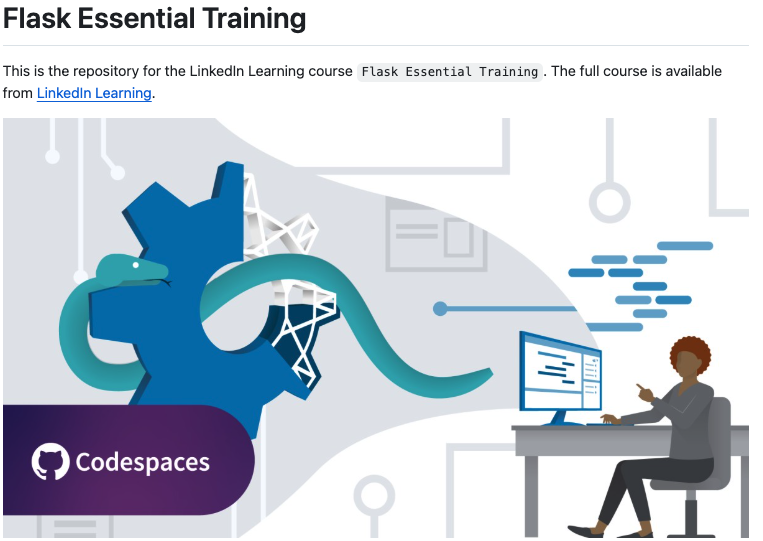 Flask Essential Training
This is the repository for the LinkedIn Learning course Flask Essential Training. The full course is available
from LinkedIn Learning.
Codespaces